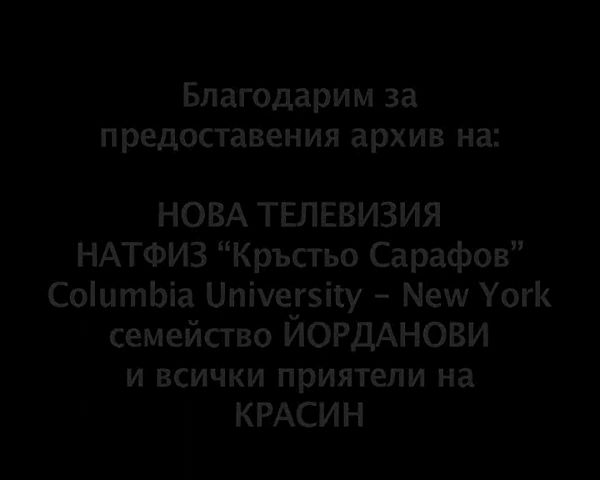 Благодарим за
предоставения архив на:
НОВА ТЕЛЕВИЗИЯ
НАТФИЗ “Кръстьо Сарафов”
Columbia University – New York
семейство ЙОРДАНОВИ
и всички приятели на
КРАСИН